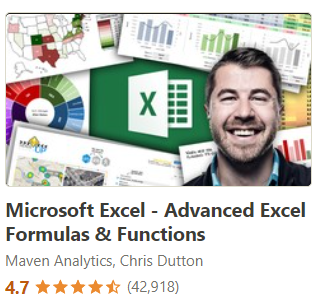 X
Microsoft Excel - Advanced Excel
Formulas & Functions
Maven Analytics, Chris Dutton
4.7 (42,918)